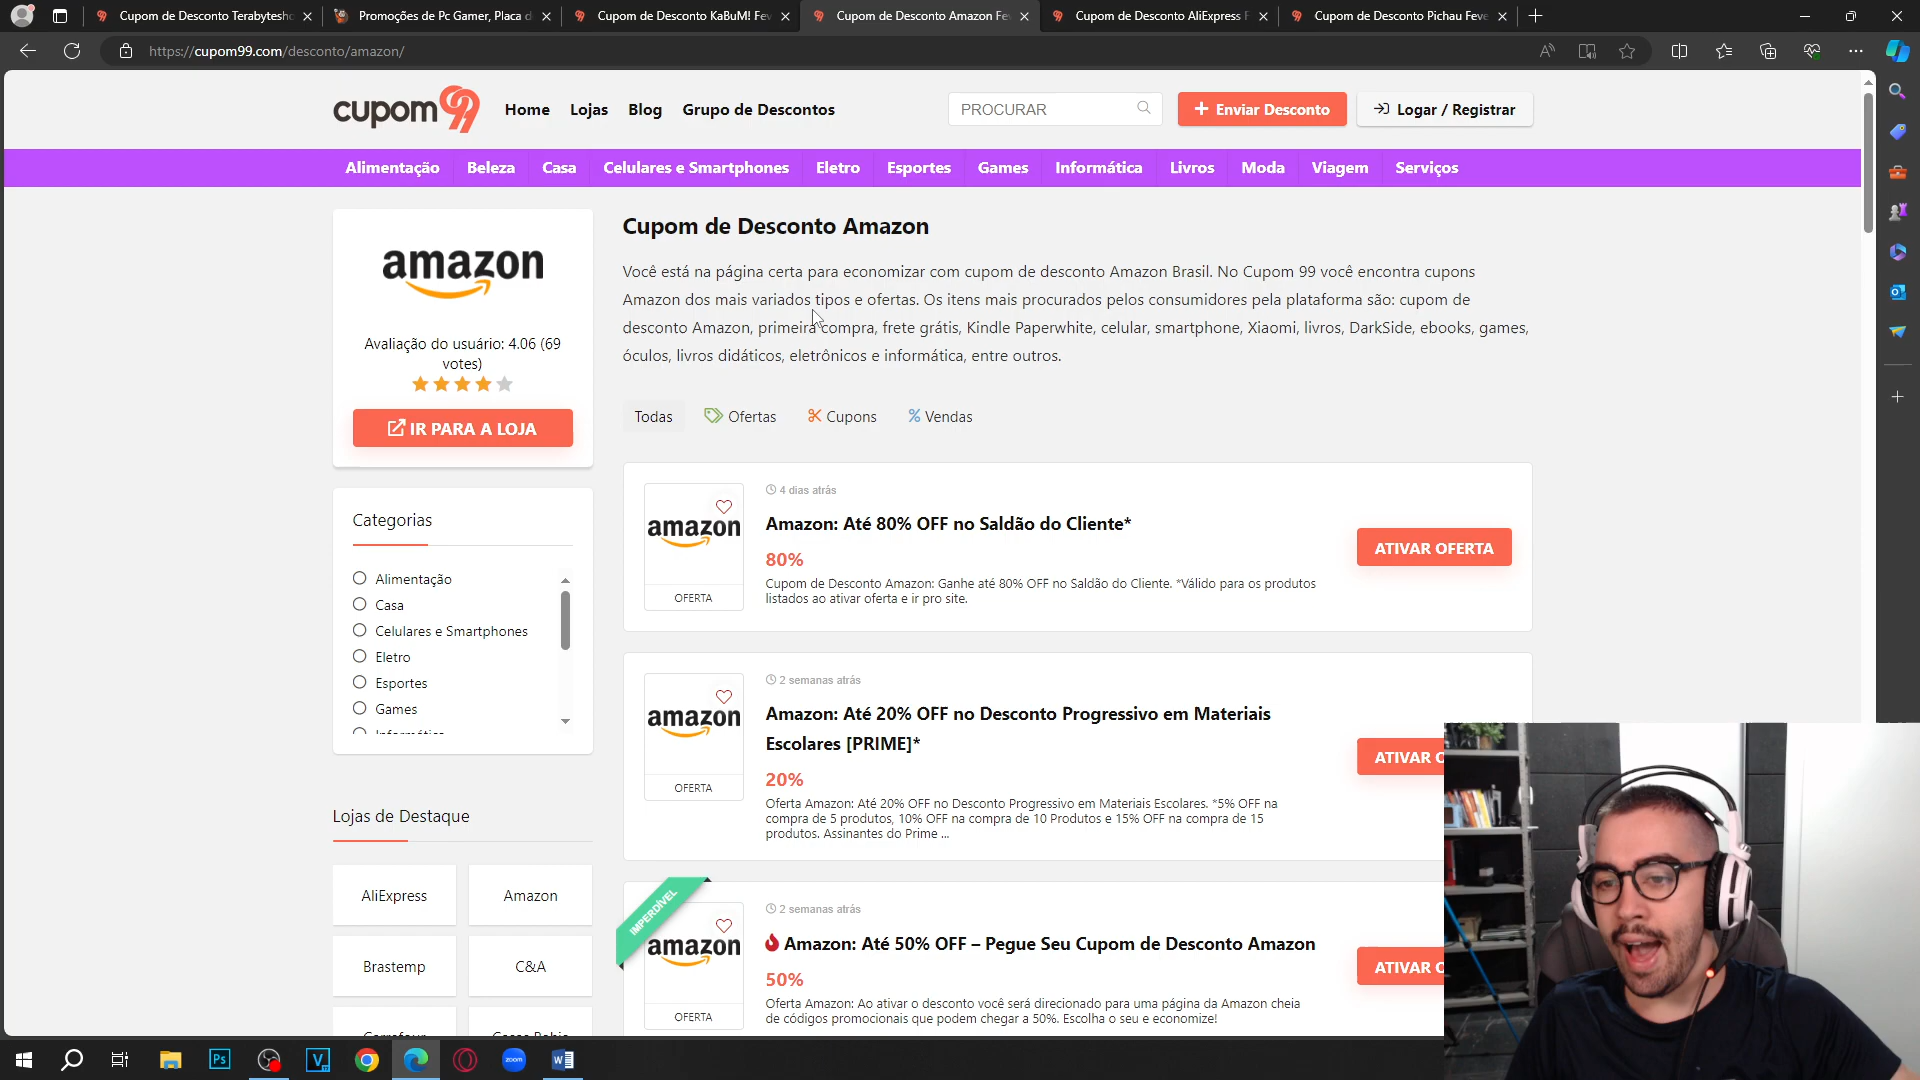 Cupom de Desconto Terabytesh
Promoções de Pc Gamer, Placa d
Cupom de Desconto KaBuM! Fev
Cupom de Desconto Amazon Fev
Cupom de Desconto AliExpress F
Cupom de Desconto Pichau Feve
https://cupom99.com/desconto/amazon/
cupom99
Home
Lojas
Blog
Grupo de Descontos
PROCURAR
+ Enviar Desconto
Logar / Registrar
Alimentação
Beleza
Casa
Celulares e Smartphones
Eletro
Esportes
Games
Informática
Livros
Moda
Viagem
Serviços
amazon
Avaliação do usuário: 4.06 (69
votes)
IR PARA A LOJA
Categorias
Alimentação
Casa
Celulares e Smartphones
Eletro
Esportes
Games
Informática
Lojas de Destaque
AliExpress
Amazon
Brastemp
C&A
Carrefour
Casas Bahia
Cupom de Desconto Amazon
Você está na página certa para economizar com cupom de desconto Amazon Brasil. No Cupom 99 você encontra cupons
Amazon dos mais variados tipos e ofertas. Os itens mais procurados pelos consumidores pela plataforma são: cupom de
desconto Amazon, primeira compra, frete grátis, Kindle Paperwhite, celular, smartphone, Xiaomi, livros, DarkSide, ebooks, games,
óculos, livros didáticos, eletrônicos e informática, entre outros.
Todas
Ofertas
Cupons
% Vendas
amazon
OFERTA
4 dias atrás
Amazon: Até 80% OFF no Saldão do Cliente*
80%
Cupom de Desconto Amazon: Ganhe até 80% OFF no Saldão do Cliente. *Válido para os produtos
listados ao ativar oferta e ir pro site.
ATIVAR OFERTA
amazon
OFERTA
2 semanas atrás
Amazon: Até 20% OFF no Desconto Progressivo em Materiais
Escolares [PRIME]*
20%
Oferta Amazon: Até 20% OFF no Desconto Progressivo em Materiais Escolares. *5% OFF na
compra de 5 produtos, 10% OFF na compra de 10 Produtos e 15% OFF na compra de 15
produtos. Assinantes do Prime ...
ATIVAR O
IMPERDÍVEL
amazon
OFERTA
2 semanas atrás
Amazon: Até 50% OFF – Pegue Seu Cupom de Desconto Amazon
50%
Oferta Amazon: Ao ativar o desconto você será direcionado para uma página da Amazon cheia
de códigos promocionais que podem chegar a 50%. Escolha o seu e economize!
ATIVAR O
Ps
V
zoom
W